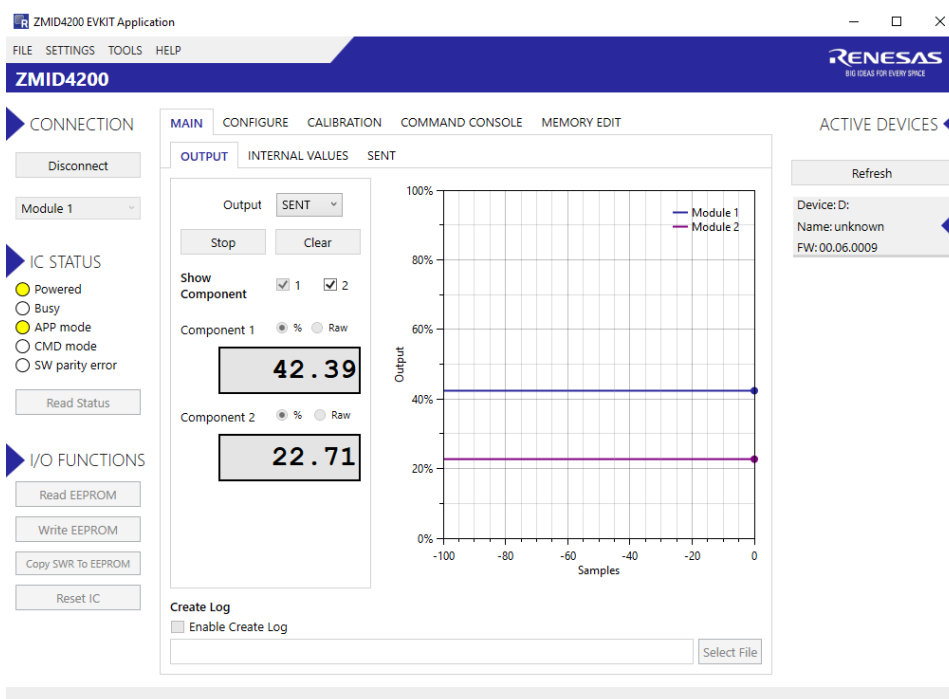 ZMID4200 EVKIT Application
FILE SETTINGS TOOLS HELP
RENESAS
BIG IDEAS FOR EVERY SPACE
ZMID4200
CONNECTION
Disconnect
Module 1
IC STATUS
Powered
Busy
APP mode
CMD mode
SW parity error
Read Status
I/O FUNCTIONS
Read EEPROM
Write EEPROM
Copy SWR To EEPROM
Reset IC
MAIN CONFIGURE CALIBRATION COMMAND CONSOLE MEMORY EDIT
OUTPUT INTERNAL VALUES SENT
Output SENT
Stop Clear
Show
Component
1 2
Component 1 % Raw
42.39
Component 2 % Raw
22.71
100%
80%
60%
40%
20%
0%
Output
Module 1
Module 2
-100 -80 -60 -40 -20 0
Samples
Create Log
Enable Create Log
Select File
ACTIVE DEVICES
Refresh
Device: D:
Name: unknown
FW: 00.06.0009